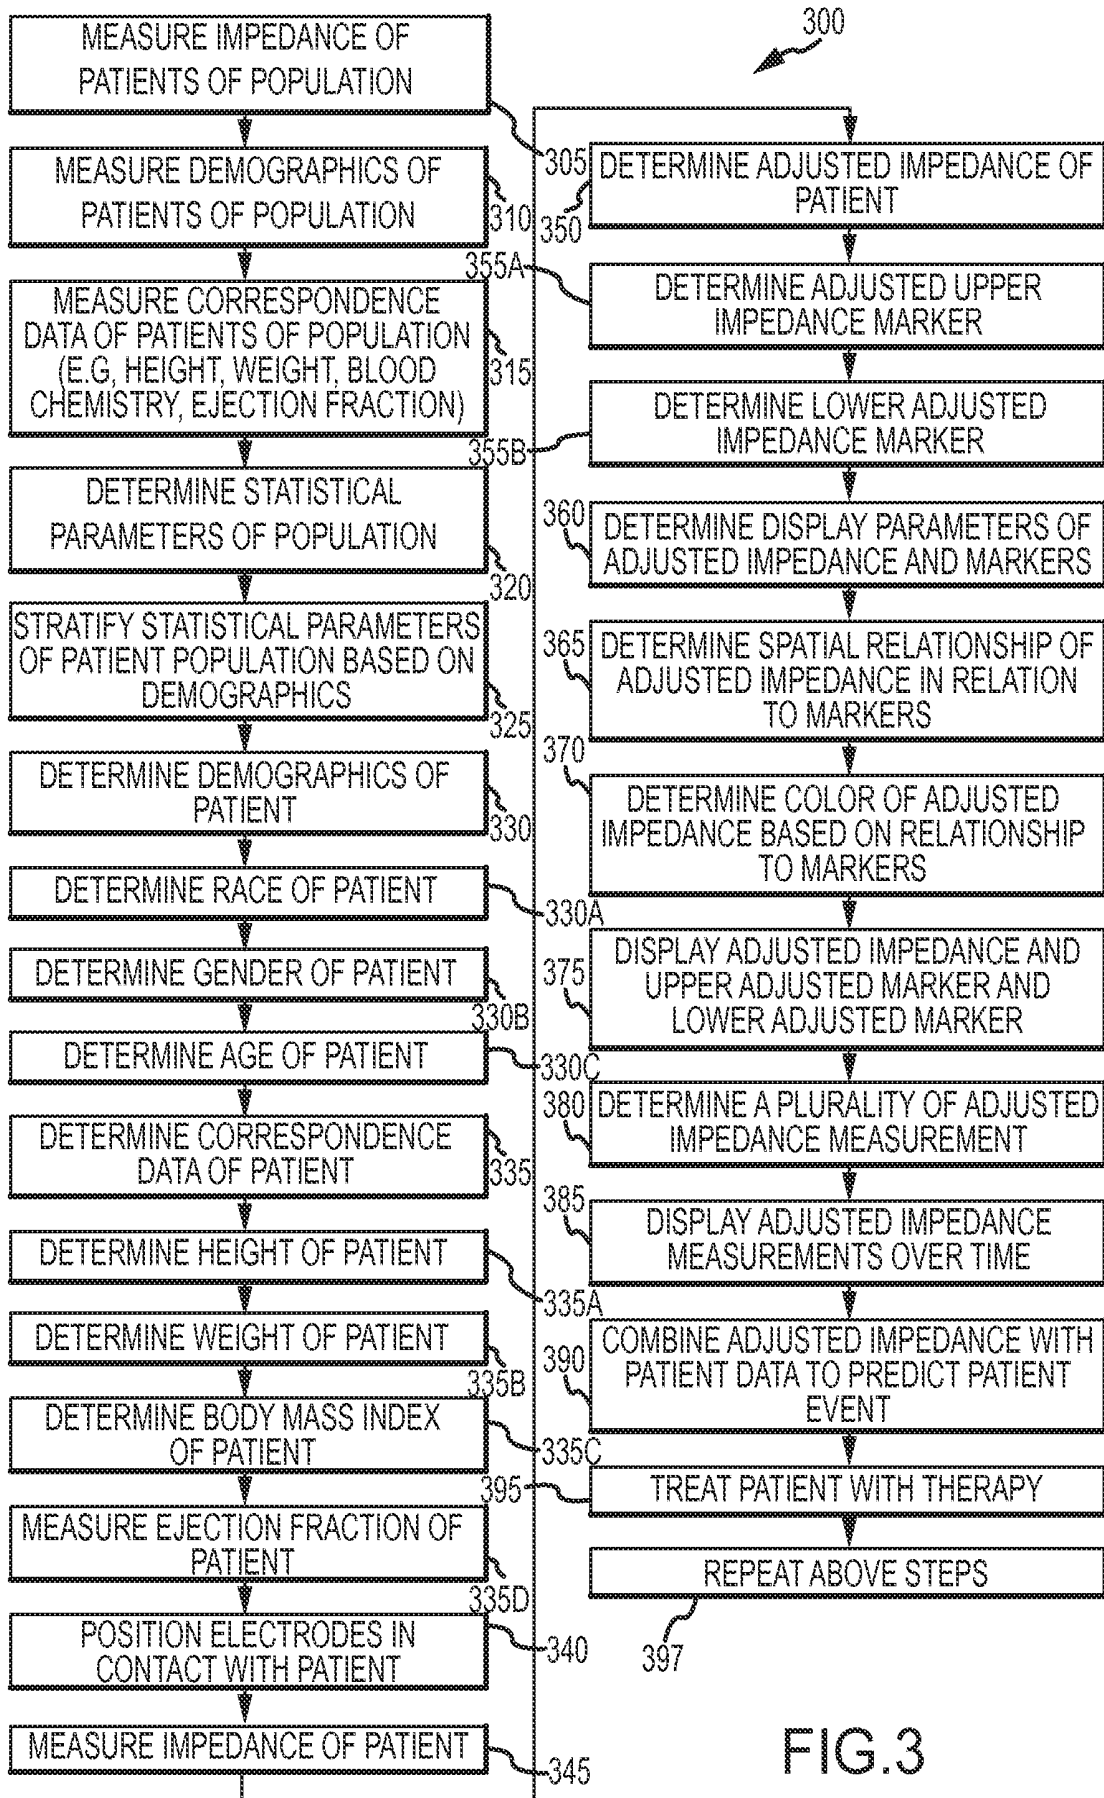 300
MEASURE IMPEDANCE OF
PATIENTS OF POPULATION
305
MEASURE DEMOGRAPHICS OF
PATIENTS OF POPULATION
310
MEASURE CORRESPONDENCE
DATA OF PATIENTS OF POPULATION
(E.G, HEIGHT, WEIGHT, BLOOD
CHEMISTRY, EJECTION FRACTION)
315
DETERMINE STATISTICAL
PARAMETERS OF POPULATION
320
STRATIFY STATISTICAL PARAMETERS
OF PATIENT POPULATION BASED ON
DEMOGRAPHICS
325
DETERMINE DEMOGRAPHICS OF
PATIENT
330
DETERMINE RACE OF PATIENT
330A
DETERMINE GENDER OF PATIENT
330B
DETERMINE AGE OF PATIENT
330C
DETERMINE CORRESPONDENCE
DATA OF PATIENT
335
DETERMINE HEIGHT OF PATIENT
335A
DETERMINE WEIGHT OF PATIENT
335B
DETERMINE BODY MASS INDEX
OF PATIENT
335C
MEASURE EJECTION FRACTION OF
PATIENT
335D
POSITION ELECTRODES IN
CONTACT WITH PATIENT
340
MEASURE IMPEDANCE OF PATIENT
345
DETERMINE ADJUSTED IMPEDANCE OF
PATIENT
350
355A
DETERMINE ADJUSTED UPPER
IMPEDANCE MARKER
DETERMINE LOWER ADJUSTED
IMPEDANCE MARKER
355B
360
DETERMINE DISPLAY PARAMETERS OF
ADJUSTED IMPEDANCE AND MARKERS
365
DETERMINE SPATIAL RELATIONSHIP OF
ADJUSTED IMPEDANCE IN RELATION
TO MARKERS
370
DETERMINE COLOR OF ADJUSTED
IMPEDANCE BASED ON RELATIONSHIP
TO MARKERS
375
DISPLAY ADJUSTED IMPEDANCE AND
UPPER ADJUSTED MARKER AND
LOWER ADJUSTED MARKER
380
DETERMINE A PLURALITY OF ADJUSTED
IMPEDANCE MEASUREMENT
385
DISPLAY ADJUSTED IMPEDANCE
MEASUREMENTS OVER TIME
390
COMBINE ADJUSTED IMPEDANCE WITH
PATIENT DATA TO PREDICT PATIENT
EVENT
395
TREAT PATIENT WITH THERAPY
REPEAT ABOVE STEPS
397
FIG.3